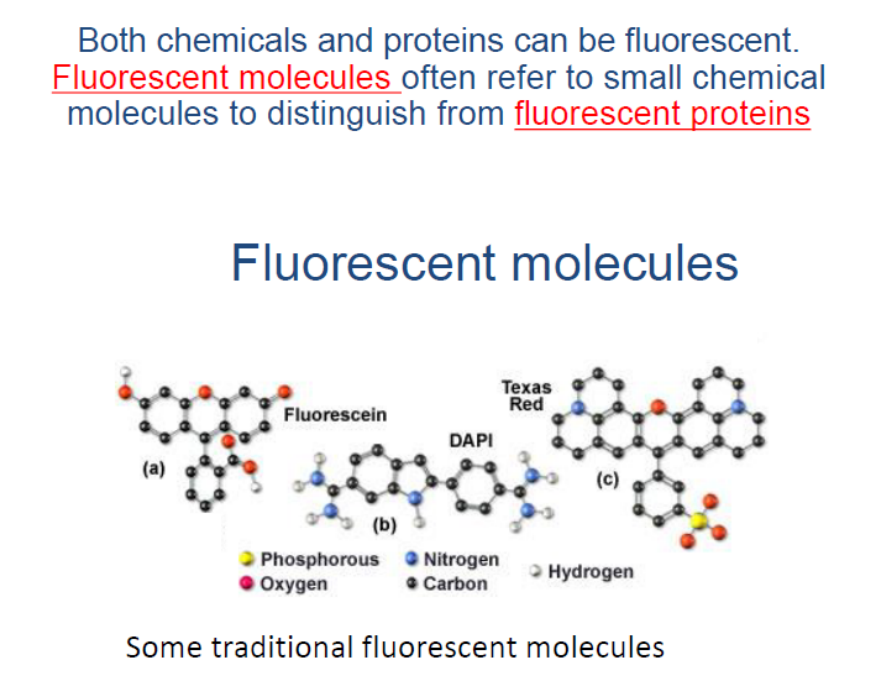 Both chemicals and proteins can be fluorescent.
Fluorescent molecules often refer to small chemical
molecules to distinguish from fluorescent proteins
Fluorescent molecules
Texas
Red
Fluorescein
DAPI
(a)
(c)
(b)
Phosphorous
Nitrogen
Hydrogen
Oxygen
Carbon
Some traditional fluorescent molecules